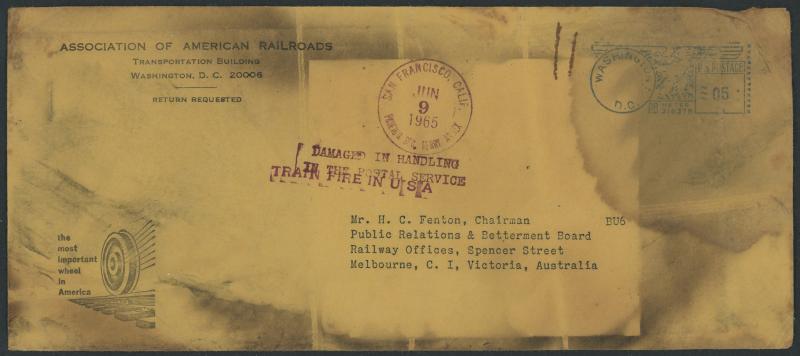 ASSOCIATION OF AMERICAN RAILROADS
TRANSPORTATION BUILDING
WASHINGTON, D. C. 20006
RETURN REQUESTED
SAN FRANCISCO, CALIF.
JUN
9
1965
WASHINGTON
D.C.
U.S. POSTAGE
05
P.B. METER
DAMAGED IN HANDLING
IN THE POSTAL SERVICE
TRAIN FIRE IN USA
Mr. H. C. Fenton, Chairman BU6
Public Relations & Betterment Board
Railway Offices, Spencer Street
Melbourne, C. I, Victoria, Australia
the
most
important
wheel
in
America